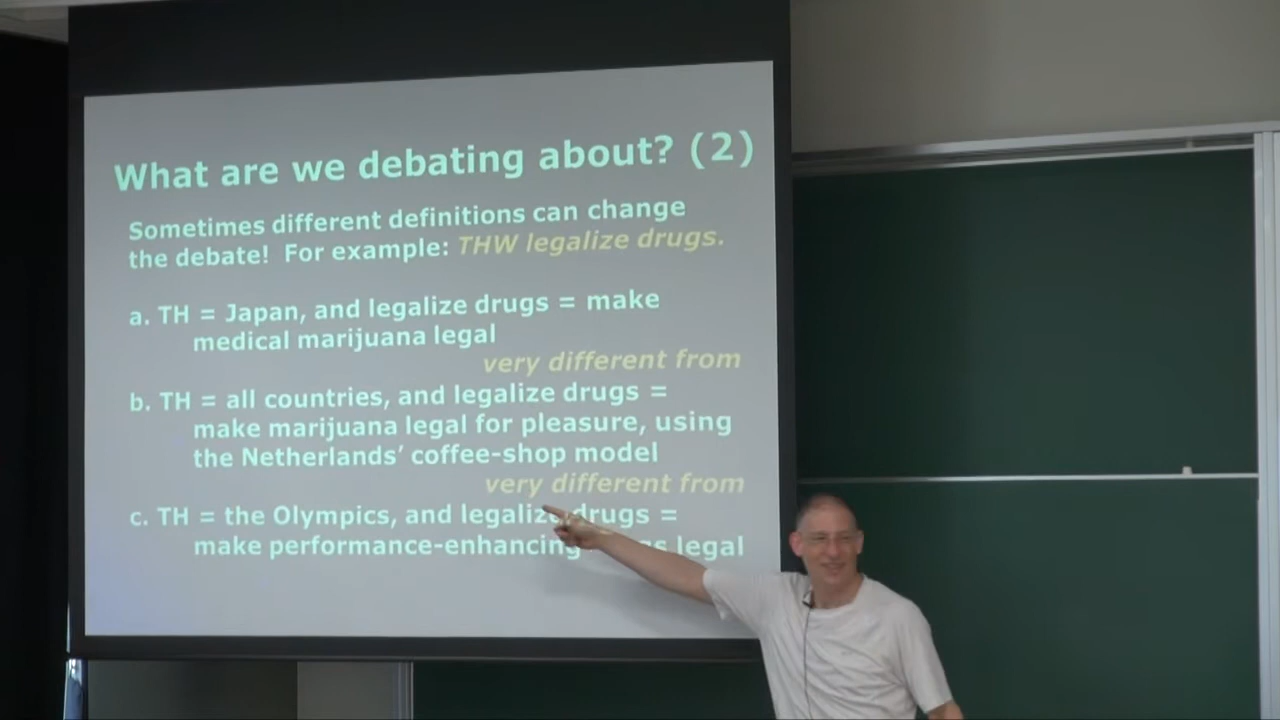 What are we debating about? (2)
Sometimes different definitions can change
the debate! For example: THW legalize drugs.
a. TH = Japan, and legalize drugs = make
medical marijuana legal
very different from
b. TH = all countries, and legalize drugs =
make marijuana legal for pleasure, using
the Netherlands’ coffee-shop model
very different from
c. TH = the Olympics, and legalize drugs =
make performance-enhancing legal